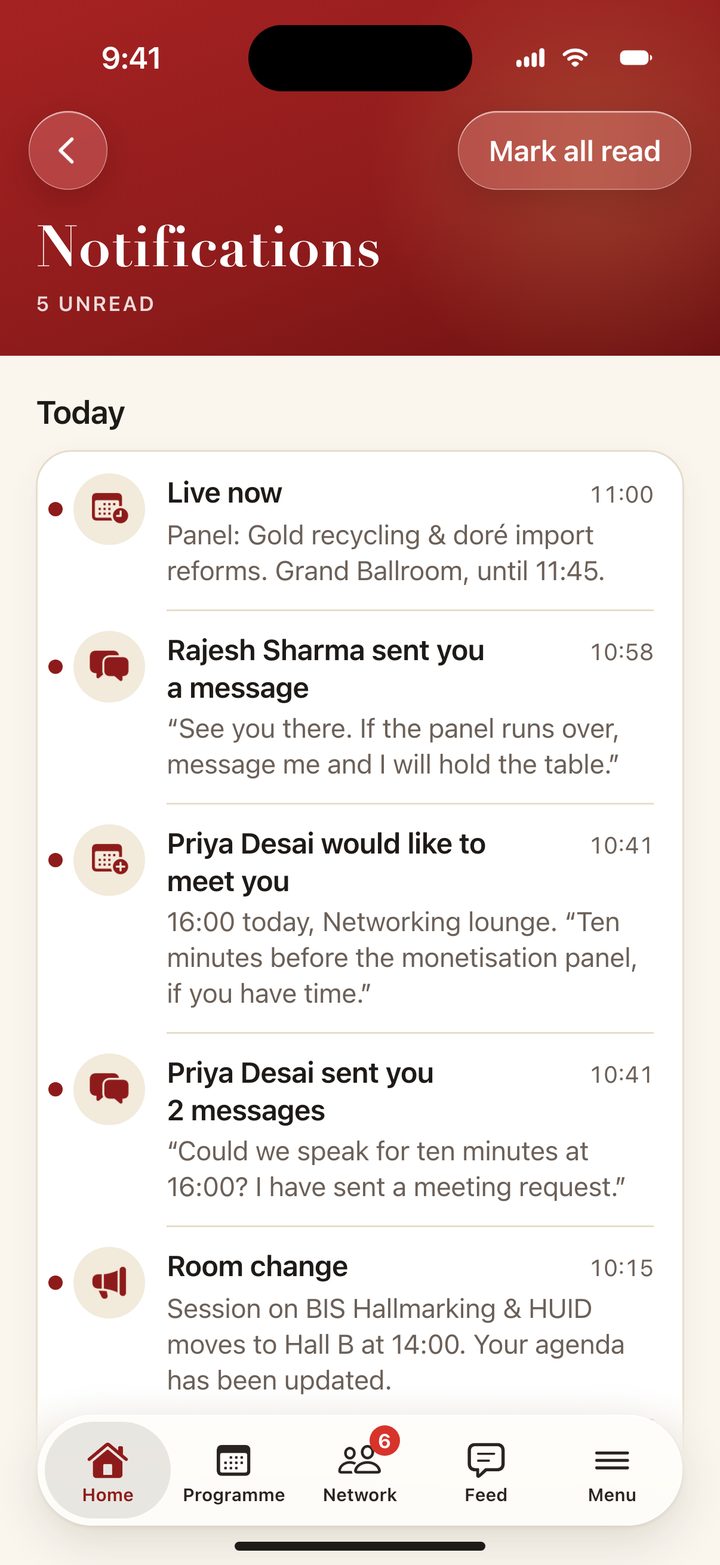 9:41
Mark all read
Notifications
5 UNREAD
Today
Live now 11:00
Panel: Gold recycling & doré import
reforms. Grand Ballroom, until 11:45.
Rajesh Sharma sent you 10:58
a message
“See you there. If the panel runs over,
message me and I will hold the table.”
Priya Desai would like to 10:41
meet you
16:00 today, Networking lounge. “Ten
minutes before the monetisation panel,
if you have time.”
Priya Desai sent you 10:41
2 messages
“Could we speak for ten minutes at
16:00? I have sent a meeting request.”
Room change 10:15
Session on BIS Hallmarking & HUID
moves to Hall B at 14:00. Your agenda
has been updated.
6
Home Programme Network Feed Menu